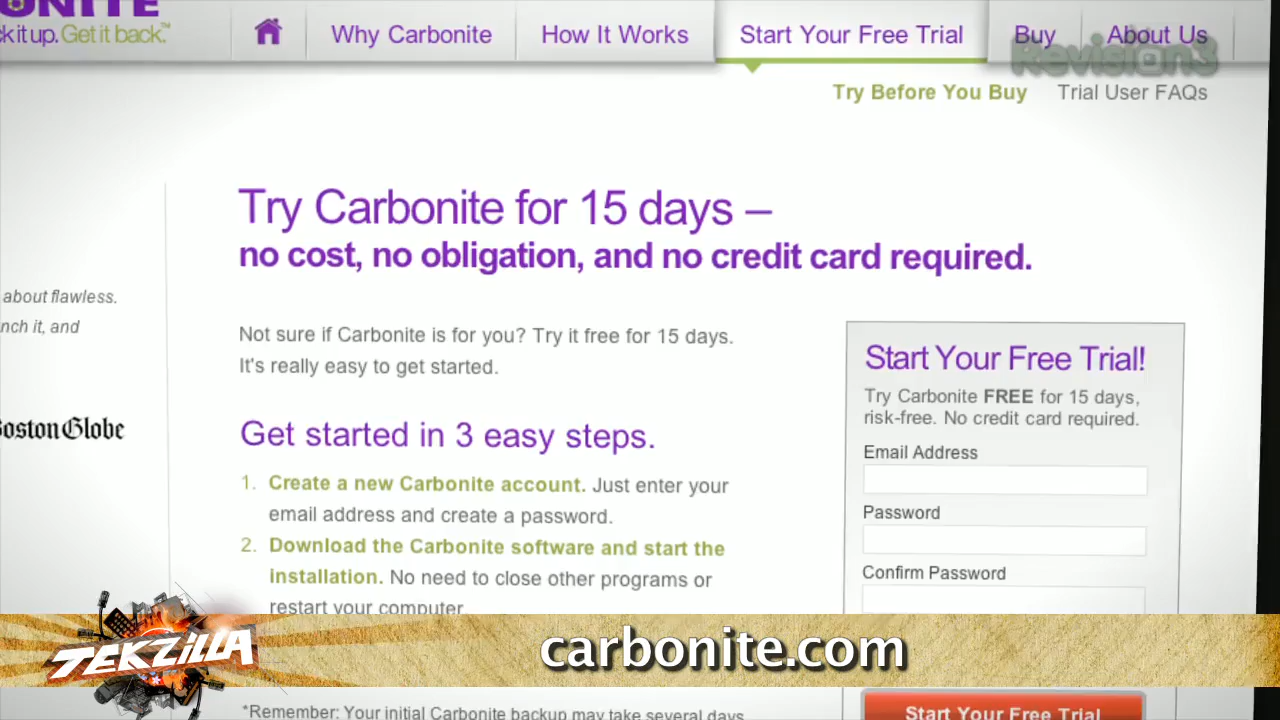 ONITE
ck it up. Get it back.™
Why Carbonite
How It Works
Start Your Free Trial
Buy
About Us
Revision3
Try Before You Buy
Trial User FAQs
Try Carbonite for 15 days –
no cost, no obligation, and no credit card required.
about flawless.
nch it, and
Boston Globe
Not sure if Carbonite is for you? Try it free for 15 days.
It's really easy to get started.
Get started in 3 easy steps.
1. Create a new Carbonite account. Just enter your
email address and create a password.
2. Download the Carbonite software and start the
installation. No need to close other programs or
restart your computer.
Start Your Free Trial!
Try Carbonite FREE for 15 days,
risk-free. No credit card required.
Email Address
Password
Confirm Password
TEKZILLA
carbonite.com
*Remember: Your initial Carbonite backup may take several days
Start Your Free Trial